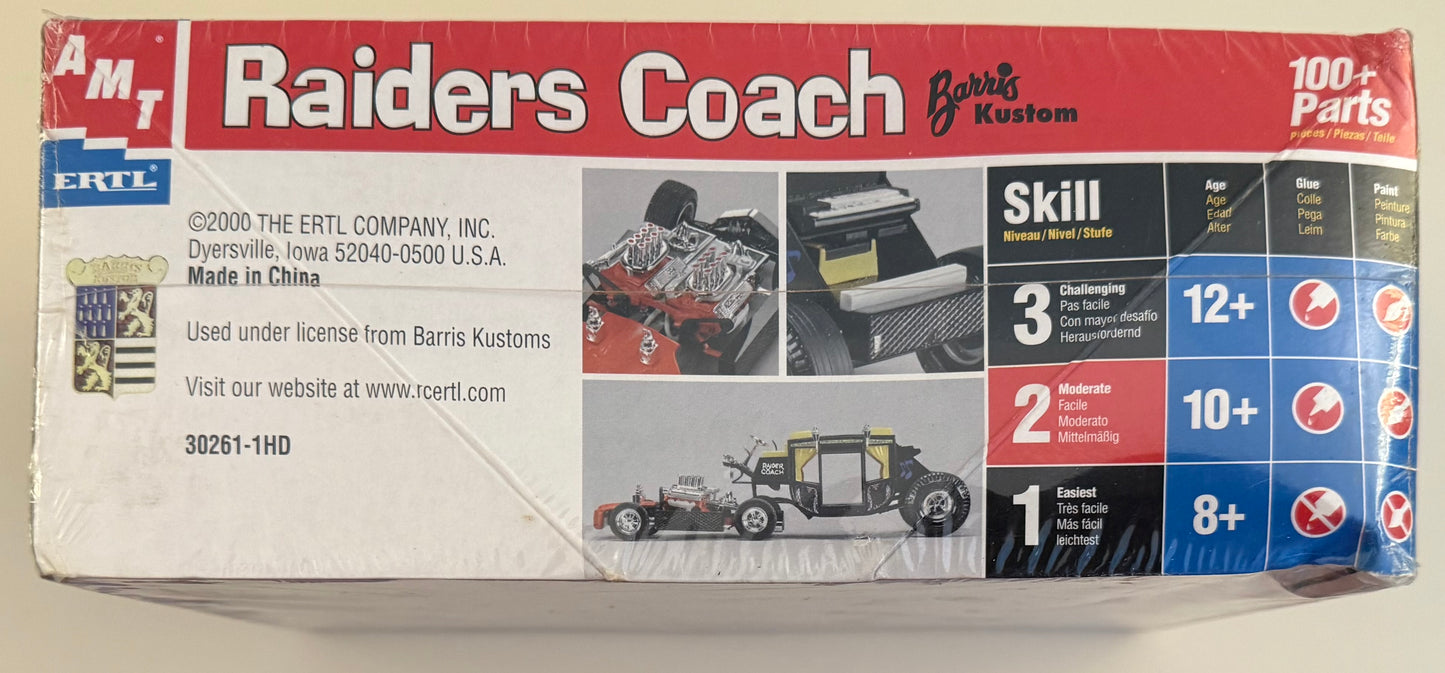 AMT®
ERTL®
Raiders Coach
Barris
Kustom
100+
Parts
pièces / Piezas / Teile
©2000 THE ERTL COMPANY, INC.
Dyersville, Iowa 52040-0500 U.S.A.
Made in China
BARRIS
KUSTOM
Used under license from Barris Kustoms
Visit our website at www.rcertl.com
30261-1HD
RAIDER
COACH
Skill
Niveau / Nivel / Stufe
Age
Age
Edad
Alter
Glue
Colle
Pega
Leim
Paint
Peinture
Pintura
Farbe
3
Challenging
Pas facile
Con mayor desafío
Herausfordernd
12+
2
Moderate
Facile
Moderato
Mittelmäßig
10+
1
Easiest
Très facile
Más fácil
leichtest
8+